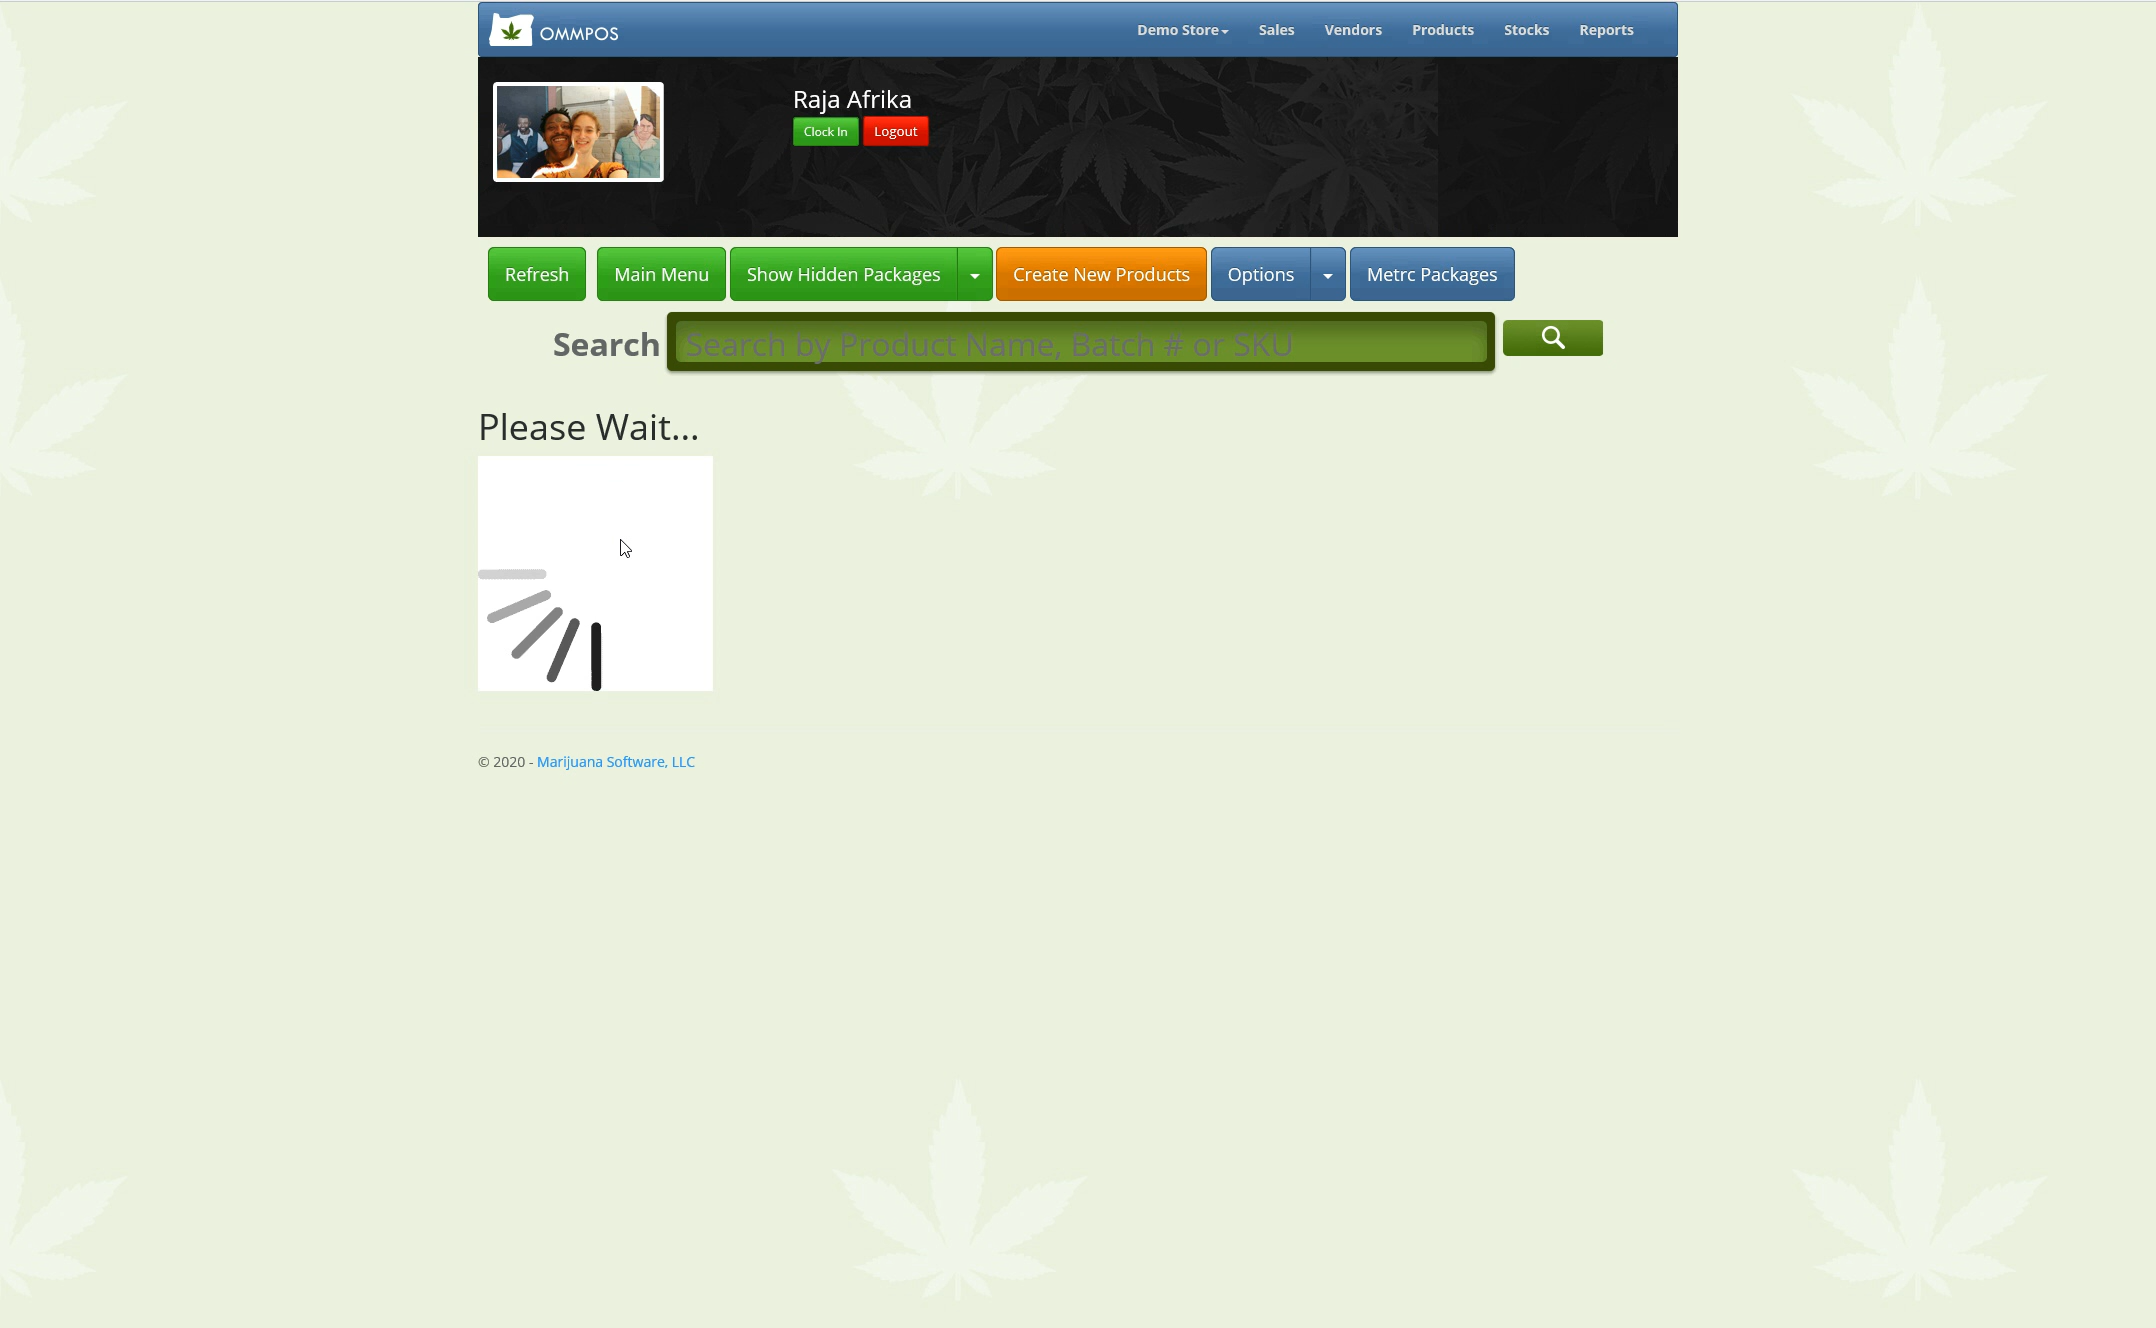 OMMPOS
Demo Store Sales Vendors Products Stocks Reports
Raja Afrika
Clock In Logout
Refresh Main Menu Show Hidden Packages Create New Products Options Metrc Packages
Search Search by Product Name, Batch # or SKU
Please Wait...
© 2020 - Marijuana Software, LLC